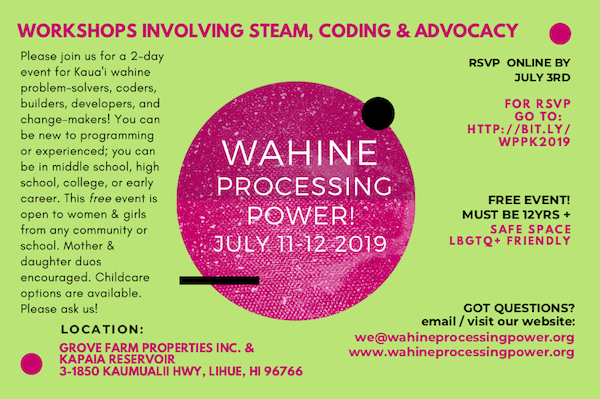 WORKSHOPS INVOLVING STEAM, CODING & ADVOCACY
Please join us for a 2-day
event for Kaua'i wahine
problem-solvers, coders,
builders, developers, and
change-makers! You can
be new to programming
or experienced; you can
be in middle school, high
school, college, or early
career. This free event is
open to women & girls
from any community or
school. Mother &
daughter duos
encouraged. Childcare
options are available.
Please ask us!
WAHINE
PROCESSING
POWER!
JULY 11-12 2019
RSVP ONLINE BY
JULY 3RD
FOR RSVP
GO TO:
HTTP://BIT.LY/
WPPK2019
FREE EVENT!
MUST BE 12YRS +
SAFE SPACE
LBGTQ+ FRIENDLY
LOCATION:
GROVE FARM PROPERTIES INC. &
KAPAIA RESERVOIR
3-1850 KAUMUALII HWY, LIHUE, HI 96766
GOT QUESTIONS?
email / visit our website:
we@wahineprocessingpower.org
www.wahineprocessingpower.org